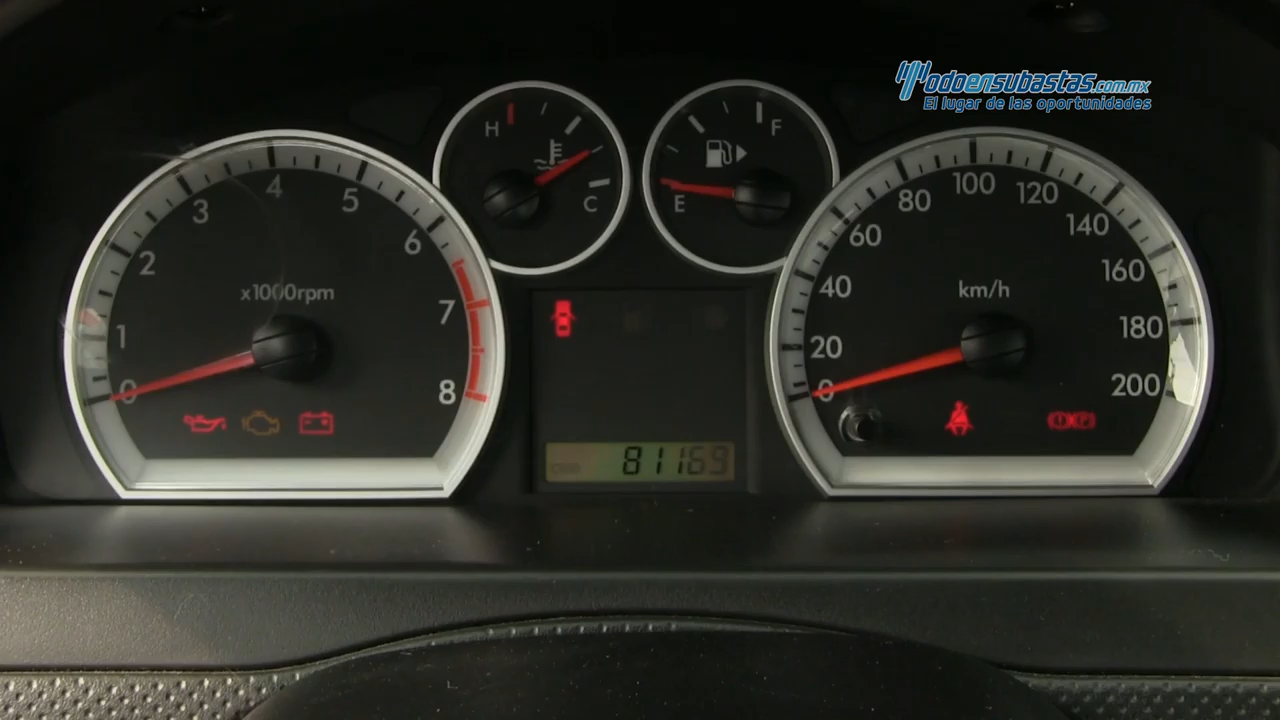 Todoensubastas.com.mx
El lugar de las oportunidades
H
C
F
E
0
1
2
3
4
5
6
7
8
x1000rpm
0
20
40
60
80
100
120
140
160
180
200
km/h
81169